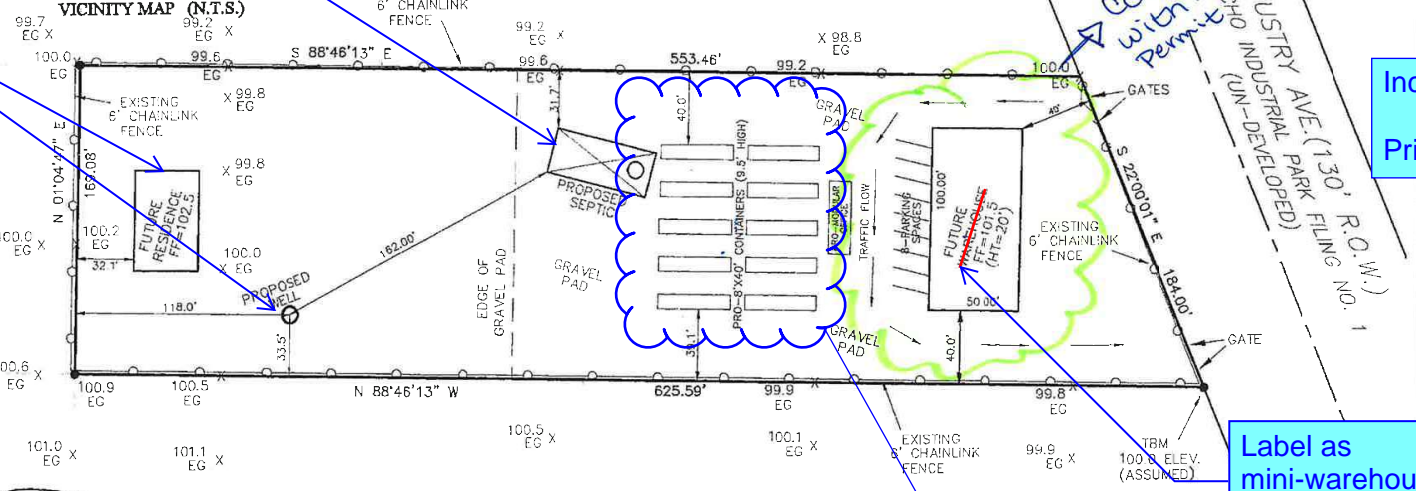 VICINITY MAP (N.T.S.)
6' CHAINLINK
FENCE
99.7
EG X
99.2
EG X
99.2 X
EG
X 98.8
EG
100.0
EG
99.6
EG
S 88°46'13" E
99.6
EG
553.46'
99.2
EG
100.0
EG
with
Permit
GATES
USTRY AVE.(130' R.O.W.)
CHO INDUSTRIAL PARK FILING NO. 1
(UN-DEVELOPED)
Pri
EXISTING
6' CHAINLINK
FENCE
X 99.8
EG
N 01°04'47" E
169.08'
X 99.8
EG
31.7'
40.0'
GRAVEL
PAD
40'
FUTURE
RESIDENCE
FF=102.5
PROPOSED
SEPTIC
PRO-8'X40' CONTAINERS (9.5' HIGH)
PRO-MODULAR
OFFICE
TRAFFIC FLOW
8-PARKING
SPACES
100.00'
FUTURE
WAREHOUSE
FF=101.5
(HT=20')
50.00'
S 22°00'01" E
184.00'
EXISTING
6' CHAINLINK
FENCE
100.2
EG
32.1'
100.0
X EG
00.0 X
EG
162.00'
PROPOSED
WELL
118.0'
33.5'
EDGE OF
GRAVEL PAD
GRAVEL
PAD
39.1'
GRAVEL
PAD
40.0'
GATE
00.6 X
EG
100.9
EG
100.5 X
EG
N 88°46'13" W
625.59'
99.9 X
EG
99.8 X
EG
101.0
EG X
101.1
EG X
100.5 X
EG
100.1 X
EG
EXISTING
6' CHAINLINK
FENCE
99.9
EG X
TBM
100.0 ELEV.
(ASSUMED)
Label as
mini-warehou